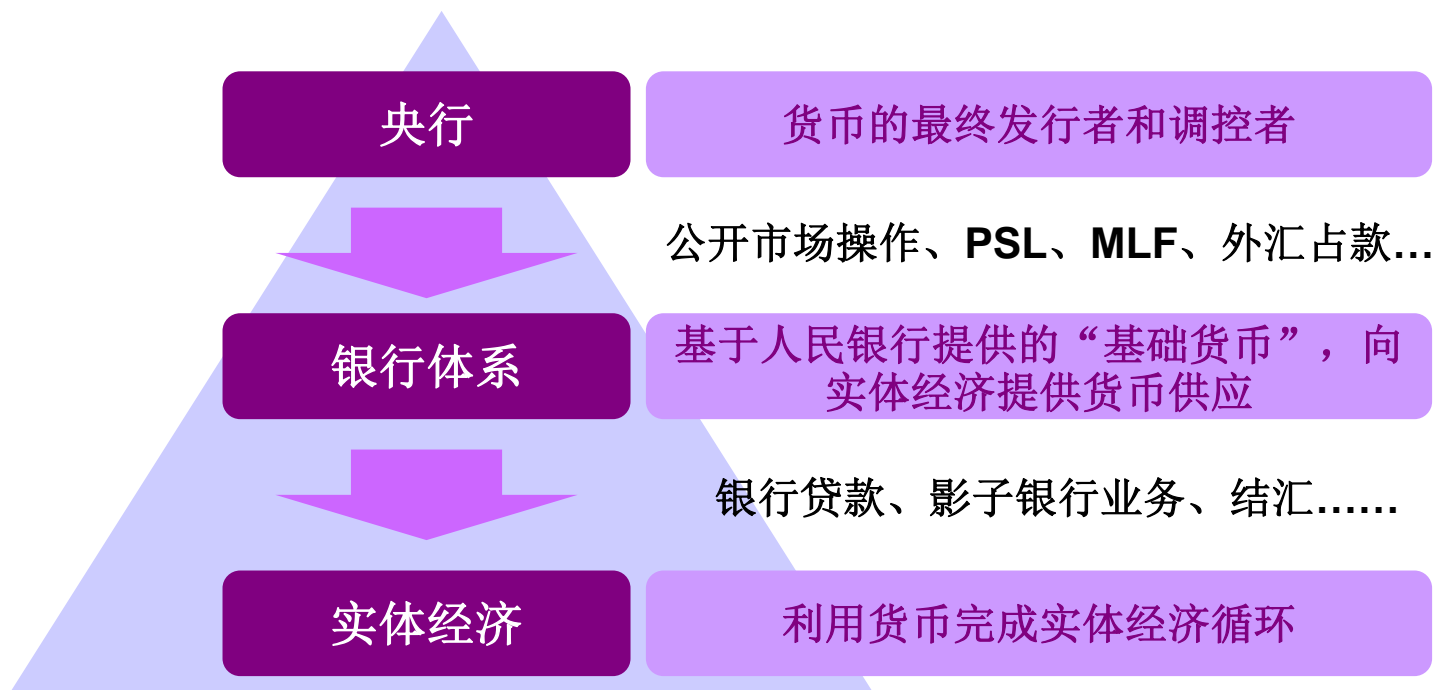 央行
货币的最终发行者和调控者
公开市场操作、PSL、MLF、外汇占款…
银行体系
基于人民银行提供的“基础货币”，向
实体经济提供货币供应
银行贷款、影子银行业务、结汇……
实体经济
利用货币完成实体经济循环